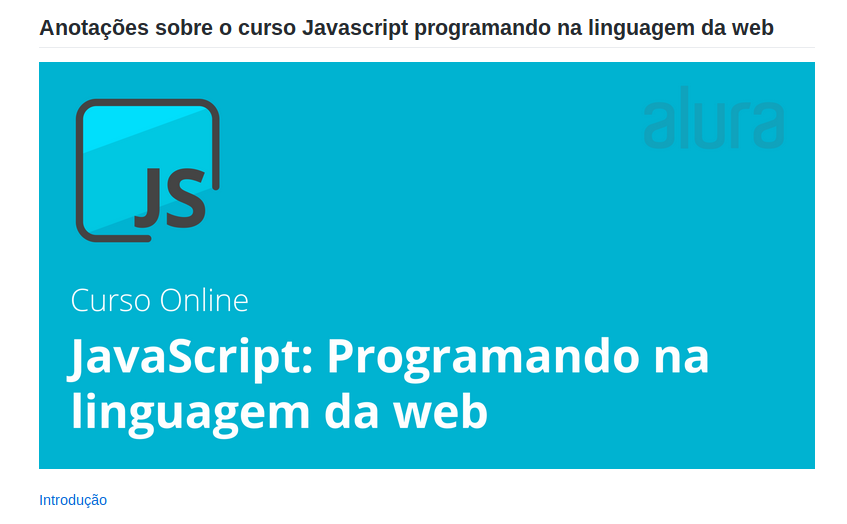 Anotações sobre o curso Javascript programando na linguagem da web
alura
JS
Curso Online
JavaScript: Programando na
linguagem da web
Introdução